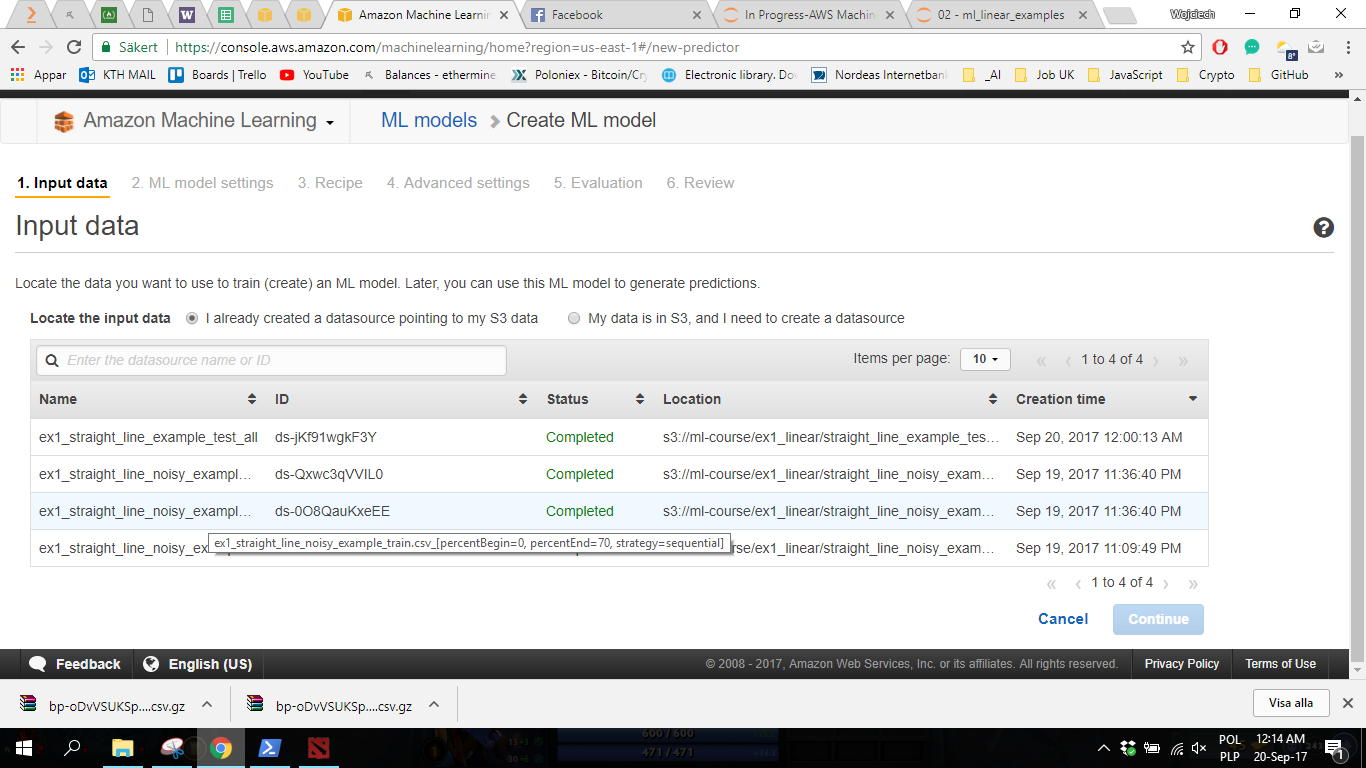 Amazon Machine Learnin
Facebook
In Progress-AWS Machin
02 - ml_linear_examples
Wojciech
Säkert
https://console.aws.amazon.com/machinelearning/home?region=us-east-1#/new-predictor
Appar
KTH MAIL
Boards | Trello
YouTube
Balances - ethermine
Poloniex - Bitcoin/Cry
Electronic library. Do
Nordeas Internetbank
_AI
Job UK
JavaScript
Crypto
GitHub
»
8°
Amazon Machine Learning
ML models
Create ML model
1. Input data
2. ML model settings
3. Recipe
4. Advanced settings
5. Evaluation
6. Review
Input data
Locate the data you want to use to train (create) an ML model. Later, you can use this ML model to generate predictions.
Locate the input data
I already created a datasource pointing to my S3 data
My data is in S3, and I need to create a datasource
Enter the datasource name or ID
Items per page:
10
« ‹ 1 to 4 of 4 › »
Name ID Status Location Creation time
ex1_straight_line_example_test_all ds-jKf91wgkF3Y Completed s3://ml-course/ex1_linear/straight_line_example_tes... Sep 20, 2017 12:00:13 AM
ex1_straight_line_noisy_exampl... ds-Qxwc3qVVIL0 Completed s3://ml-course/ex1_linear/straight_line_noisy_exam... Sep 19, 2017 11:36:40 PM
ex1_straight_line_noisy_exampl... ds-0O8QauKxeEE Completed s3://ml-course/ex1_linear/straight_line_noisy_exam... Sep 19, 2017 11:36:40 PM
ex1_straight_line_noisy_ex ourse/ex1_linear/straight_line_noisy_exam... Sep 19, 2017 11:09:49 PM
ex1_straight_line_noisy_example_train.csv_[percentBegin=0, percentEnd=70, strategy=sequential]
« ‹ 1 to 4 of 4 › »
Cancel
Continue
Feedback
English (US)
© 2008 - 2017, Amazon Web Services, Inc. or its affiliates. All rights reserved.
Privacy Policy
Terms of Use
bp-oDvVSUKSp....csv.gz
bp-oDvVSUKSp....csv.gz
Visa alla
600 / 600
471 / 471
POL
PLP
12:14 AM
20-Sep-17
1